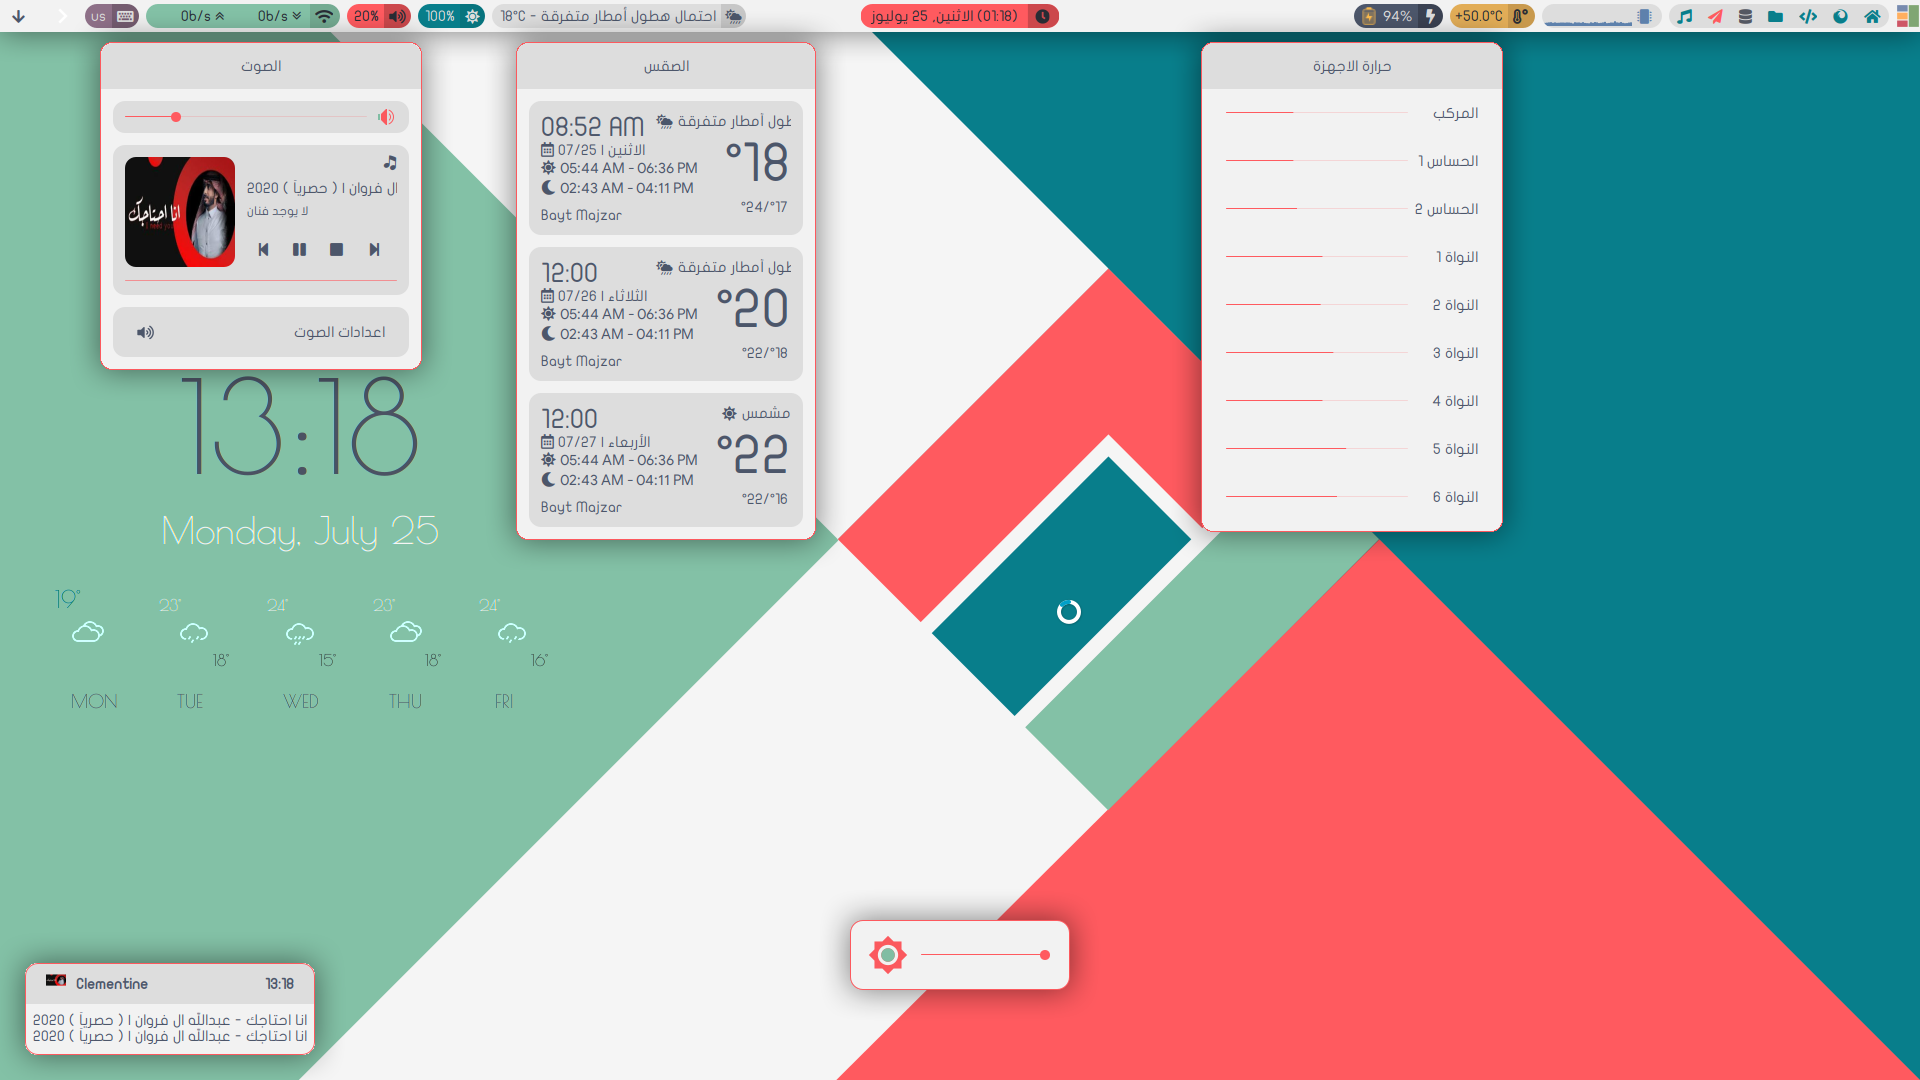 us
0b/s
0b/s
20%
100%
18°C - احتمال هطول أمطار متفرقة
(01:18) الاثنين, 25 يوليوز
94%
+50.0°C
الصوت
ال فروان | ( حصرياً ) 2020
لا يوجد فنان
انا احتاجك
اعدادات الصوت
الصقس
08:52 AM
طول أمطار متفرقة
07/25 | الاثنين
°18
05:44 AM - 06:36 PM
02:43 AM - 04:11 PM
°24/°17
Bayt Majzar
12:00
طول أمطار متفرقة
07/26 | الثلاثاء
°20
05:44 AM - 06:36 PM
02:43 AM - 04:11 PM
°22/°18
Bayt Majzar
12:00
مشمس
07/27 | الأربعاء
°22
05:44 AM - 06:36 PM
02:43 AM - 04:11 PM
°22/°16
Bayt Majzar
حرارة الاجهزة
المركب
الحساس 1
الحساس 2
النواة 1
النواة 2
النواة 3
النواة 4
النواة 5
النواة 6
13:18
Monday, July 25
19°
23°
24°
23°
24°
18°
15°
18°
16°
MON
TUE
WED
THU
FRI
Clementine
13:18
انا احتاجك - عبدالله ال فروان | ( حصرياً ) 2020
انا احتاجك - عبدالله ال فروان | ( حصرياً ) 2020